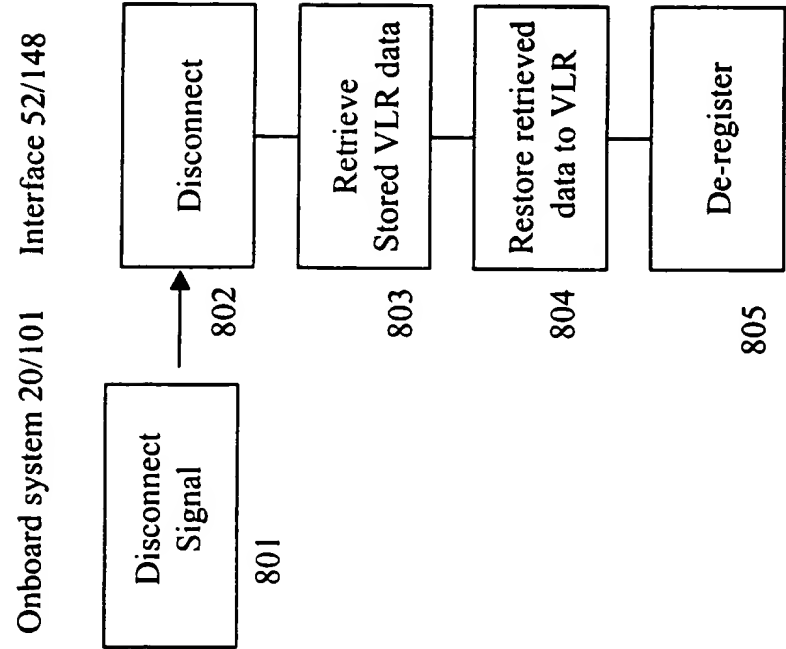 Onboard system 20/101
Interface 52/148
Disconnect
Signal
801
Disconnect
802
Retrieve
Stored VLR data
803
Restore retrieved
data to VLR
804
De-register
805